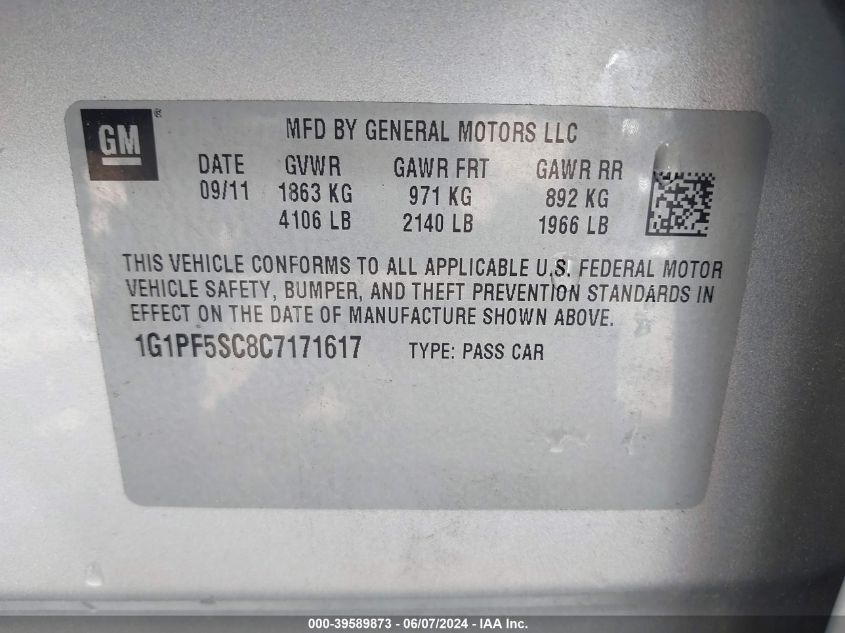 GM ®
MFD BY GENERAL MOTORS LLC
DATE GVWR GAWR FRT GAWR RR
09/11 1863 KG 971 KG 892 KG
4106 LB 2140 LB 1966 LB
THIS VEHICLE CONFORMS TO ALL APPLICABLE U.S. FEDERAL MOTOR
VEHICLE SAFETY, BUMPER, AND THEFT PREVENTION STANDARDS IN
EFFECT ON THE DATE OF MANUFACTURE SHOWN ABOVE.
1G1PF5SC8C7171617 TYPE: PASS CAR
000-39589873 - 06/07/2024 - IAA Inc.